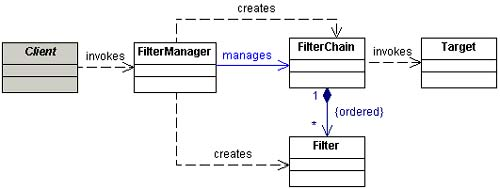 creates
Client
invokes
FilterManager
manages
FilterChain
invokes
Target
1
{ordered}
*
creates
Filter